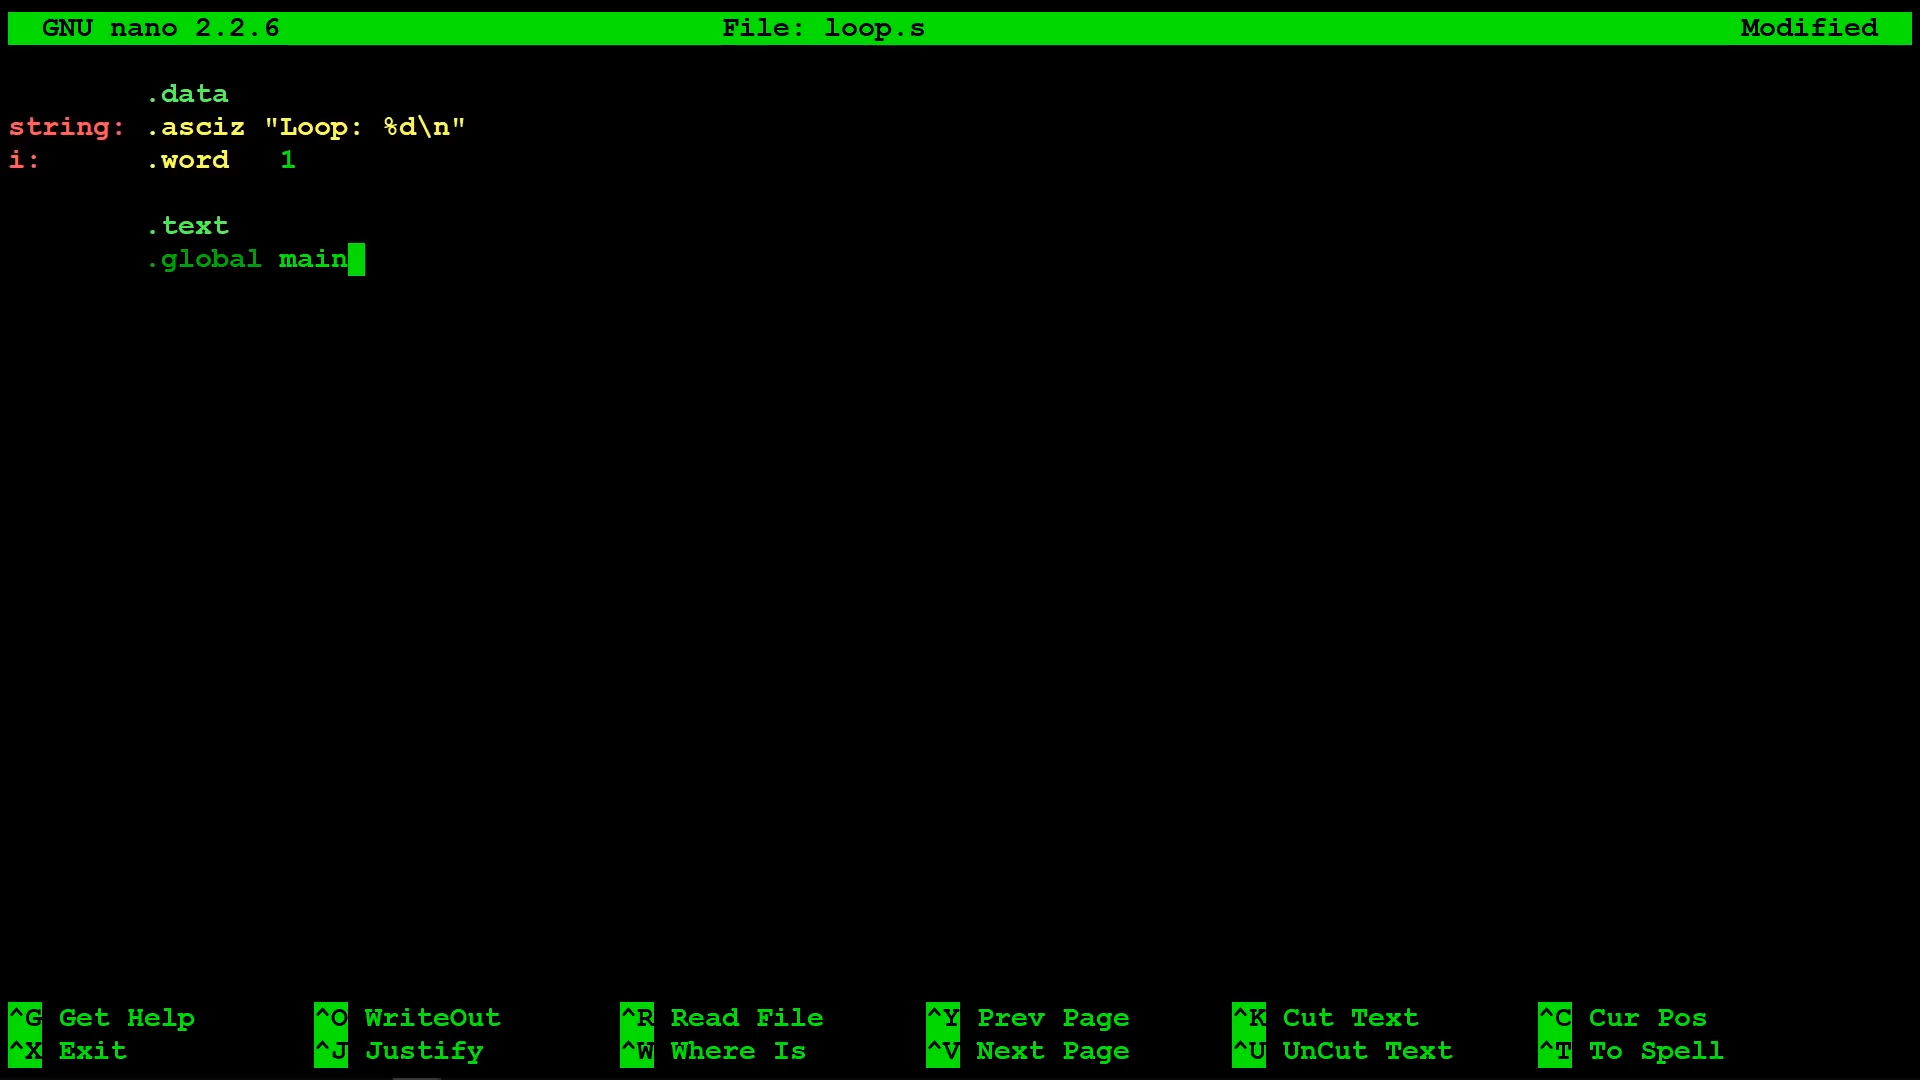 GNU nano 2.2.6 File: loop.s Modified
.data
string: .asciz "Loop: %d\n"
i: .word 1
.text
.global main
^G Get Help ^O WriteOut ^R Read File ^Y Prev Page ^K Cut Text ^C Cur Pos
^X Exit ^J Justify ^W Where Is ^V Next Page ^U UnCut Text ^T To Spell